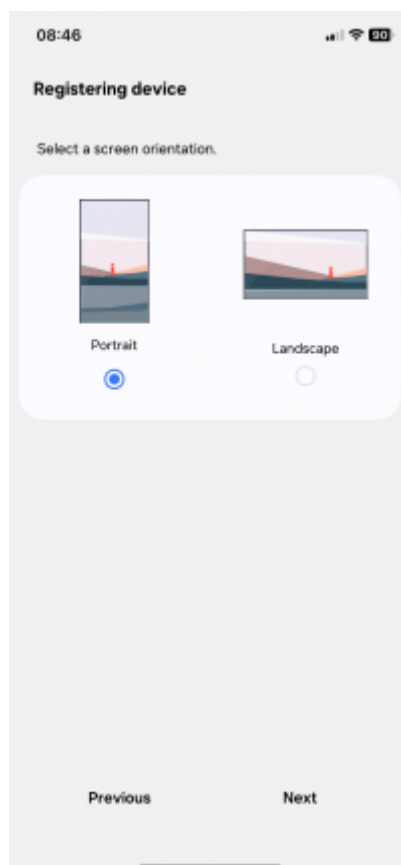 08:46
90
Registering device
Select a screen orientation.
Portrait
Landscape
Previous
Next